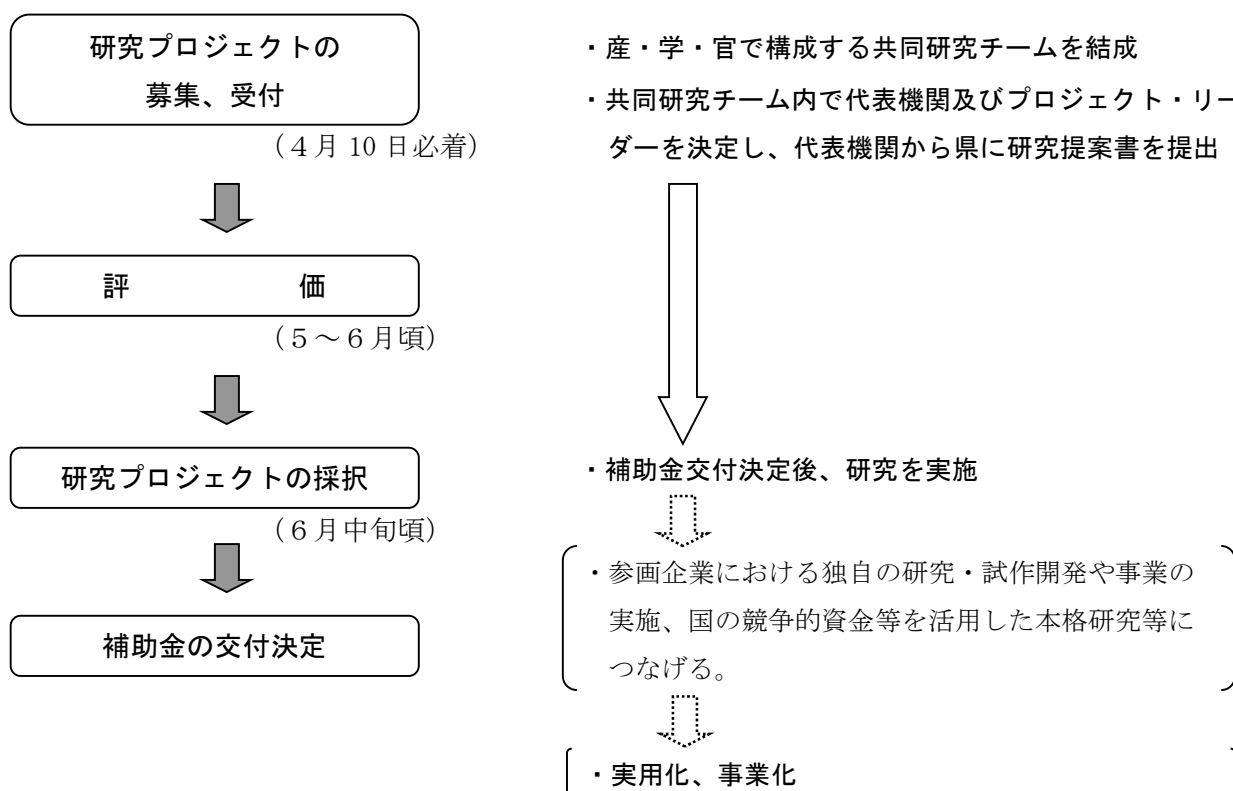 研究プロジェクトの
募集、受付
（４月 10 日必着）
評　　　　価
（５～６月頃）
研究プロジェクトの採択
（６月中旬頃）
補助金の交付決定
・産・学・官で構成する共同研究チームを結成
・共同研究チーム内で代表機関及びプロジェクト・リー
ダーを決定し、代表機関から県に研究提案書を提出
・補助金交付決定後、研究を実施
・参画企業における独自の研究・試作開発や事業の
実施、国の競争的資金等を活用した本格研究等に
つなげる。
・実用化、事業化